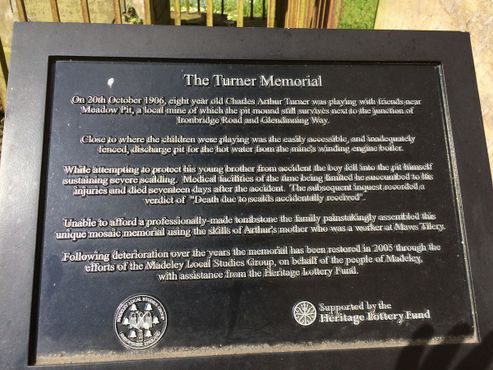 The Turner Memorial
On 20th October 1906, eight year old Charles Arthur Turner was playing with friends near
Meadow Pit, a local mine of which the pit mound still survives next to the junction of
Ironbridge Road and Glendinning Way.
Close to where the children were playing was the easily accessible, and inadequately
fenced, discharge pit for the hot water from the mine's winding engine boiler.
While attempting to protect his young brother from accident the boy fell into the pit himself
sustaining severe scalding. Medical facilities of the time being limited he succumbed to his
injuries and died seventeen days after the accident. The subsequent inquest recorded a
verdict of "Death due to scalds accidentally received".
Unable to afford a professionally-made tombstone the family painstakingly assembled this
unique mosaic memorial using the skills of Arthur's mother who was a worker at Maws Tilery.
Following deterioration over the years the memorial has been restored in 2005 through the
efforts of the Madeley Local Studies Group, on behalf of the people of Madeley,
with assistance from the Heritage Lottery Fund.
MADELEY LOCAL STUDIES GROUP
Supported by the
Heritage Lottery Fund